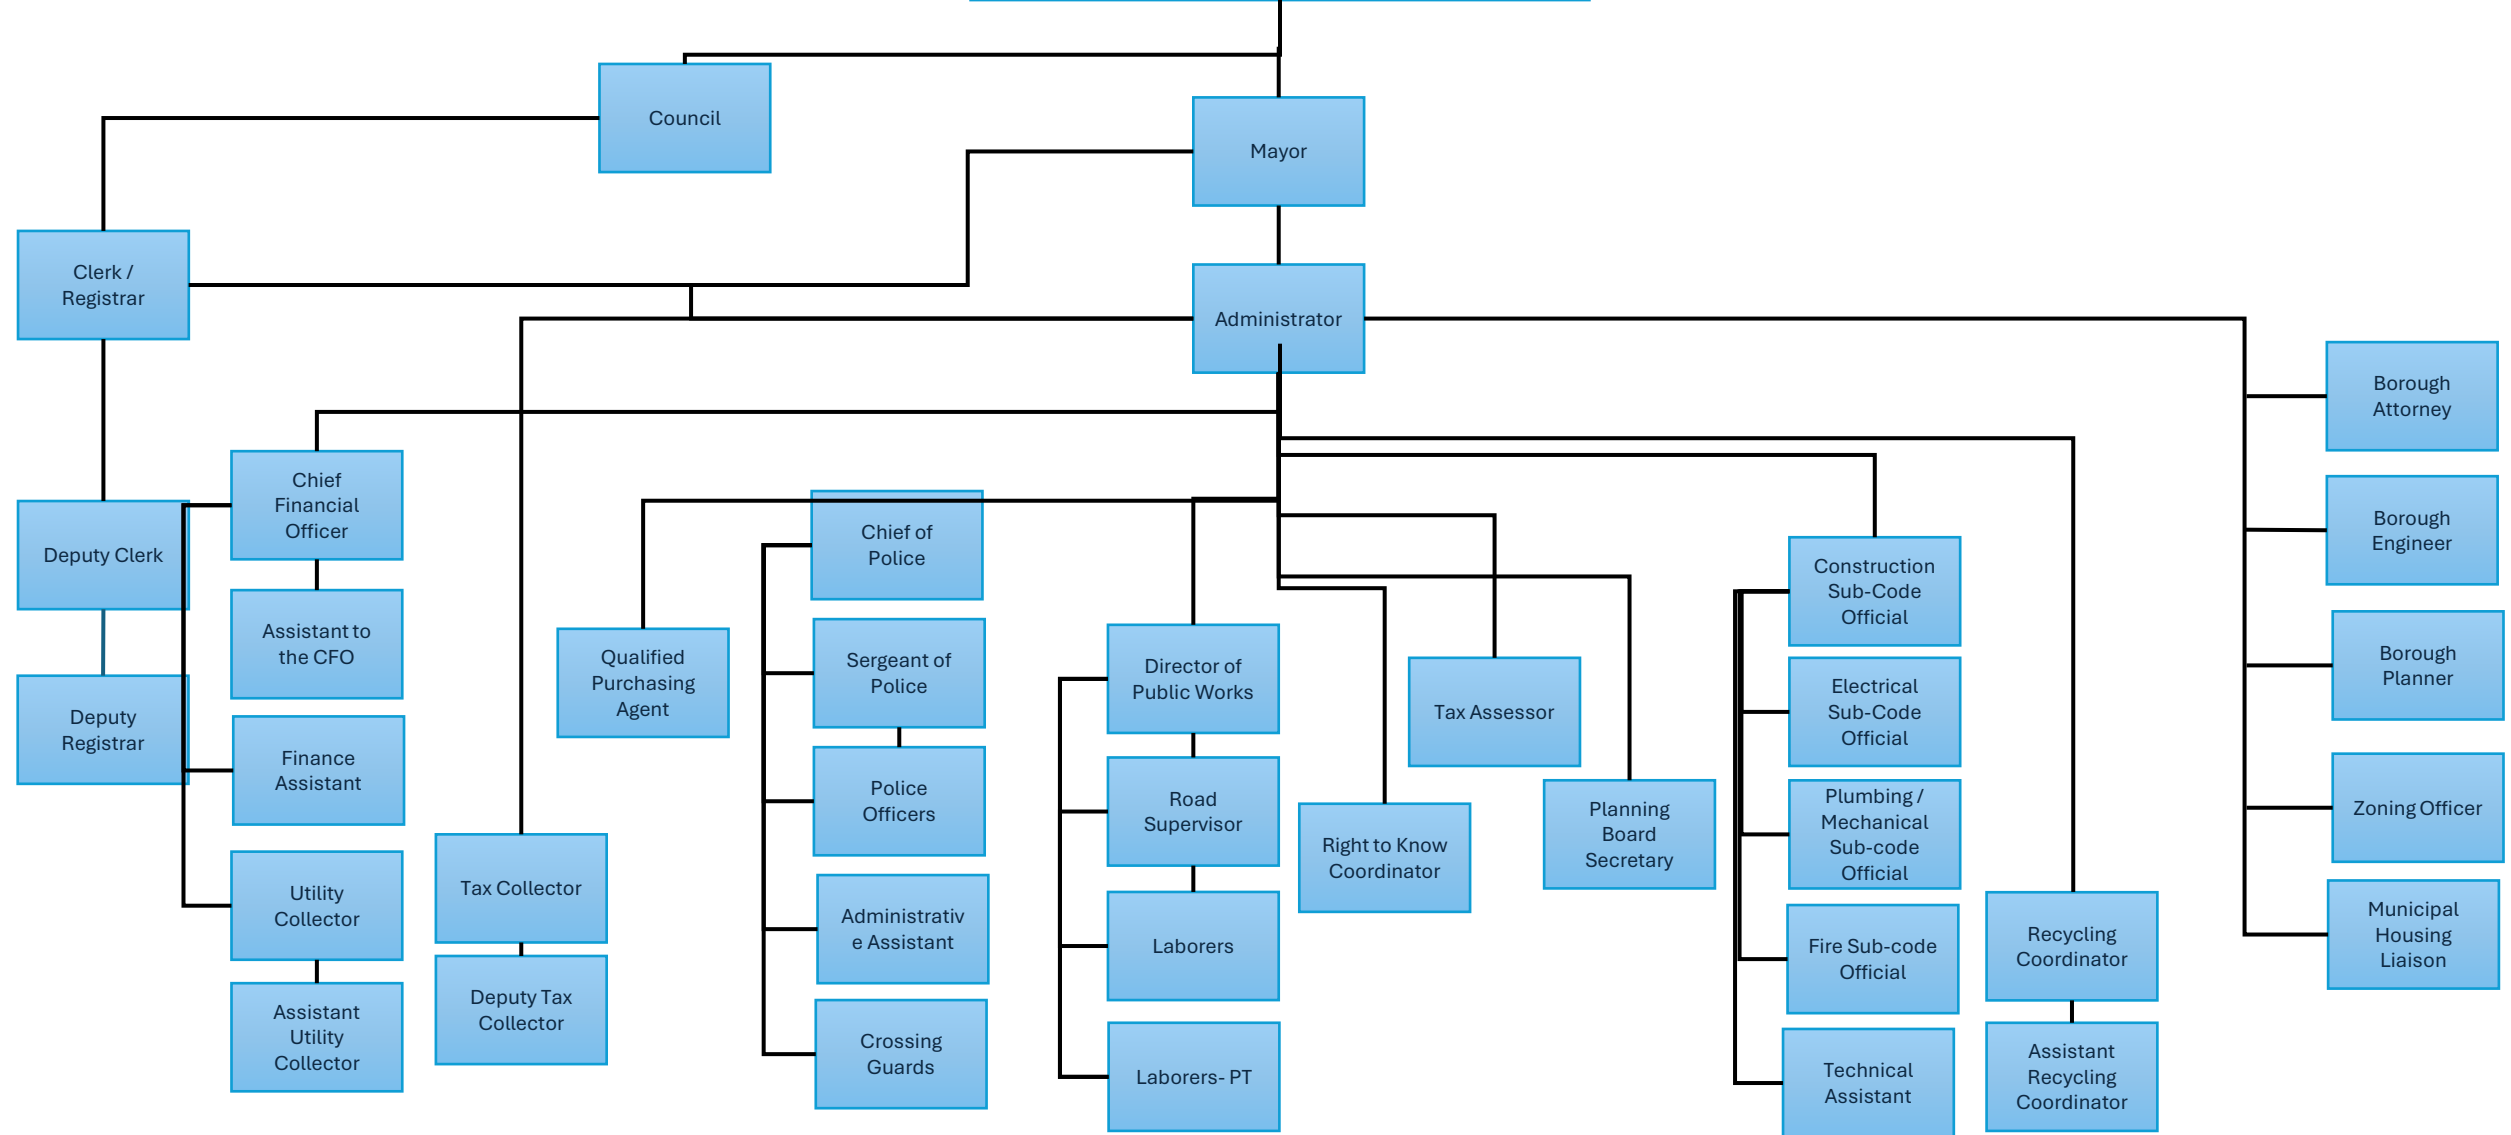 Council
Mayor
Clerk /
Registrar
Administrator
Borough
Attorney
Chief
Financial
Officer
Borough
Engineer
Deputy Clerk
Chief of
Police
Construction
Sub-Code
Official
Assistant to
the CFO
Qualified
Purchasing
Agent
Sergeant of
Police
Director of
Public Works
Tax Assessor
Electrical
Sub-Code
Official
Borough
Planner
Deputy
Registrar
Finance
Assistant
Police
Officers
Road
Supervisor
Right to Know
Coordinator
Planning
Board
Secretary
Plumbing /
Mechanical
Sub-code
Official
Zoning Officer
Utility
Collector
Tax Collector
Administrativ
e Assistant
Laborers
Fire Sub-code
Official
Recycling
Coordinator
Municipal
Housing
Liaison
Assistant
Utility
Collector
Deputy Tax
Collector
Crossing
Guards
Laborers- PT
Technical
Assistant
Assistant
Recycling
Coordinator